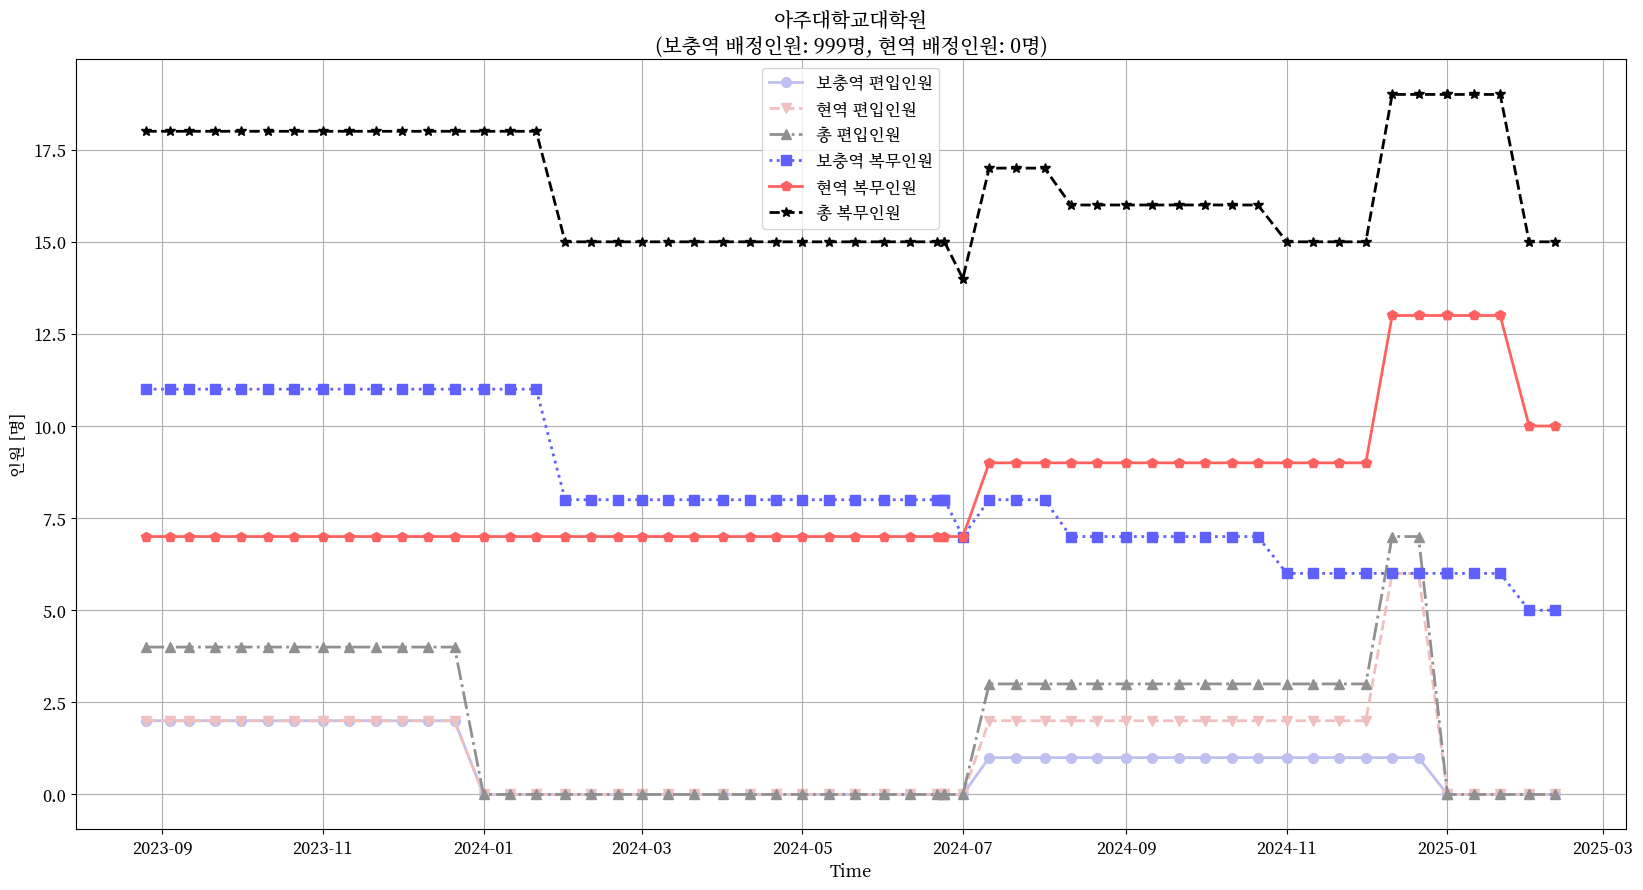 아주대학교대학원
(보충역 배정인원: 999명, 현역 배정인원: 0명)
보충역 편입인원
현역 편입인원
총 편입인원
보충역 복무인원
현역 복무인원
총 복무인원
17.5
15.0
12.5
10.0
7.5
5.0
2.5
0.0
인원 [명]
2023-09 2023-11 2024-01 2024-03 2024-05 2024-07 2024-09 2024-11 2025-01 2025-03
Time